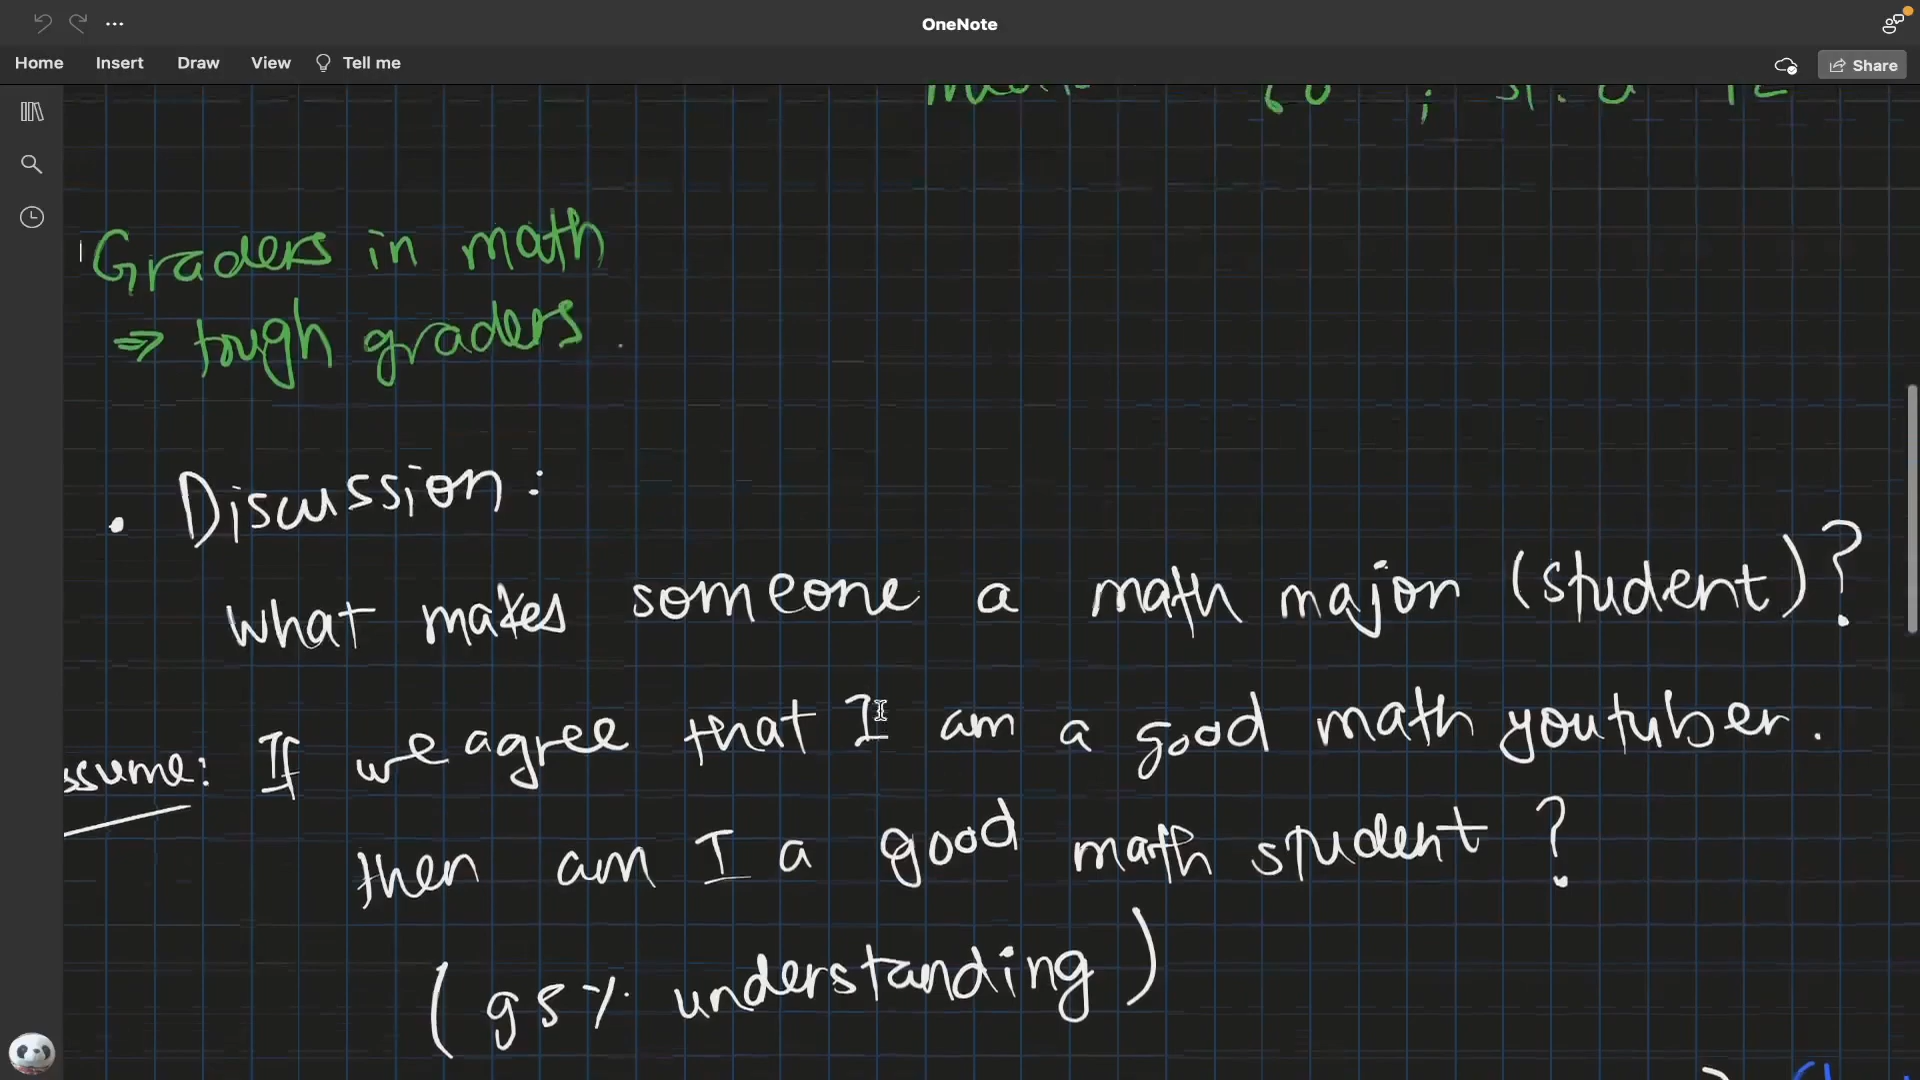 OneNote
Home Insert Draw View Tell me
Share
Graders in math
⇒ tough graders.
• Discussion:
what makes someone a math major (student)?
ssume: If we agree that I am a good math youtuber.
then am I a good math student?
(95% understanding)